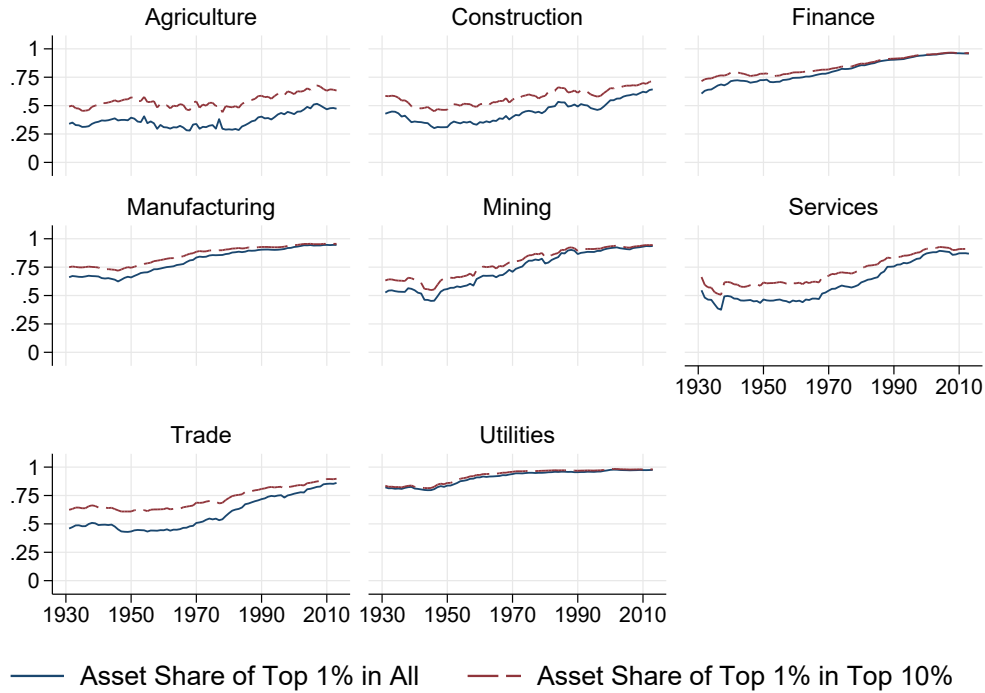 Agriculture
Construction
Finance
1
.75
.5
.25
0
Manufacturing
Mining
Services
1
.75
.5
.25
0
1930 1950 1970 1990 2010
Trade
Utilities
1
.75
.5
.25
0
1930 1950 1970 1990 2010
1930 1950 1970 1990 2010
Asset Share of Top 1% in All
Asset Share of Top 1% in Top 10%